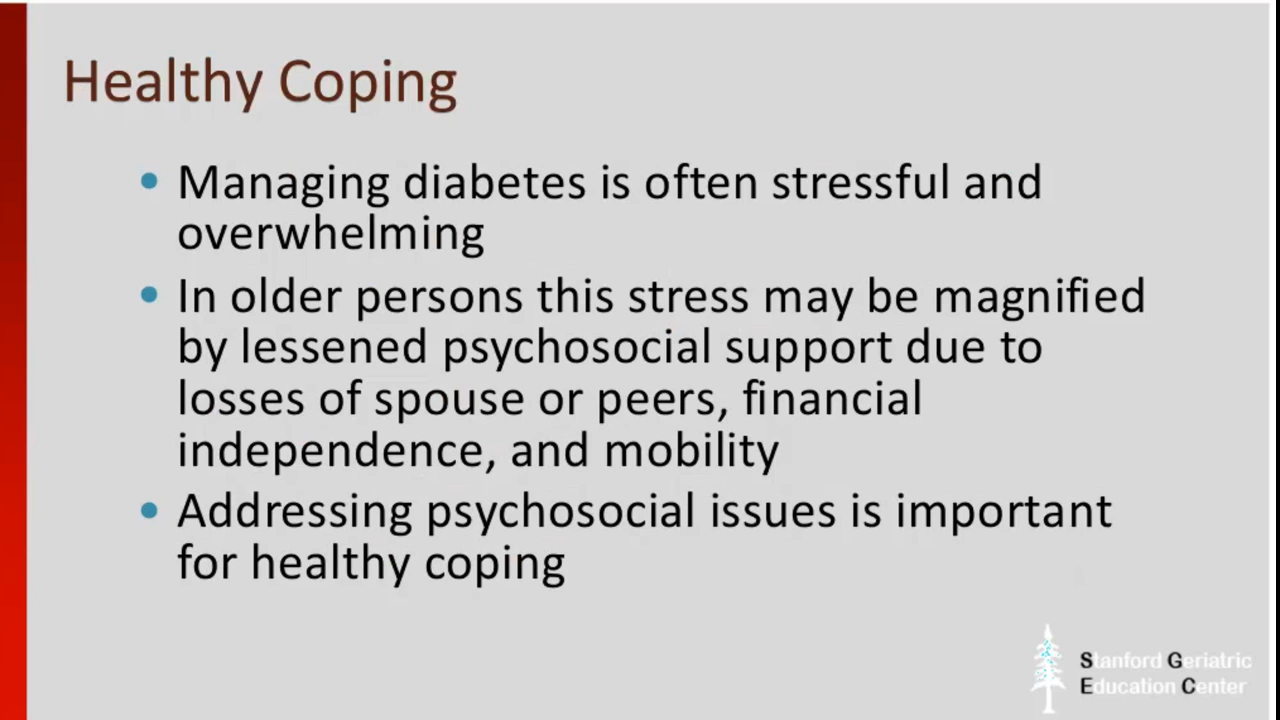 Healthy Coping
• Managing diabetes is often stressful and
overwhelming
• In older persons this stress may be magnified
by lessened psychosocial support due to
losses of spouse or peers, financial
independence, and mobility
• Addressing psychosocial issues is important
for healthy coping
Stanford Geriatric
Education Center